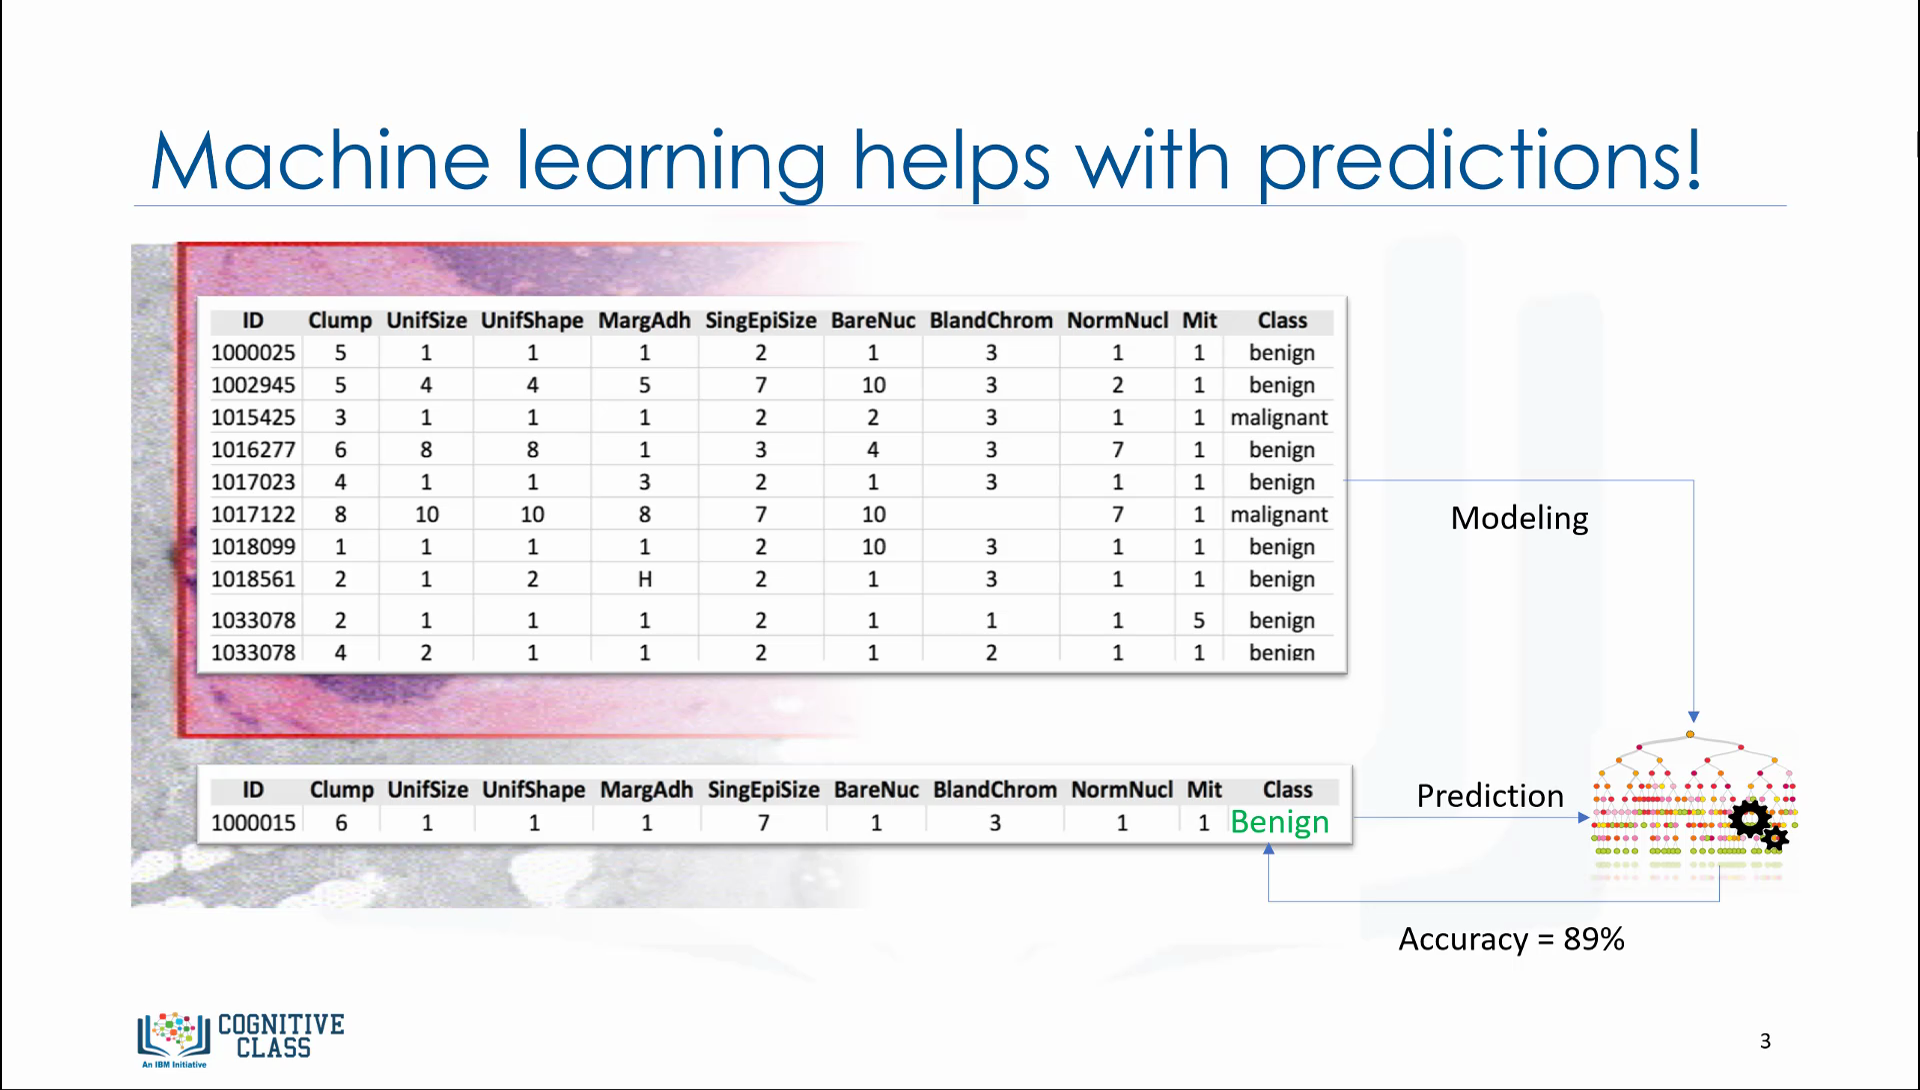 Machine learning helps with predictions!
ID Clump UnifSize UnifShape MargAdh SingEpiSize BareNuc BlandChrom NormNucl Mit Class
1000025 5 1 1 1 2 1 3 1 1 benign
1002945 5 4 4 5 7 10 3 2 1 benign
1015425 3 1 1 1 2 2 3 1 1 malignant
1016277 6 8 8 1 3 4 3 7 1 benign
1017023 4 1 1 3 2 1 3 1 1 benign
1017122 8 10 10 8 7 10 7 1 malignant
1018099 1 1 1 1 2 10 3 1 1 benign
1018561 2 1 2 H 2 1 3 1 1 benign
1033078 2 1 1 1 2 1 1 1 5 benign
1033078 4 2 1 1 2 1 2 1 1 benign
Modeling
ID Clump UnifSize UnifShape MargAdh SingEpiSize BareNuc BlandChrom NormNucl Mit Class
1000015 6 1 1 1 7 1 3 1 1 Benign
Prediction
Accuracy = 89%
COGNITIVE
CLASS
An IBM Initiative
3